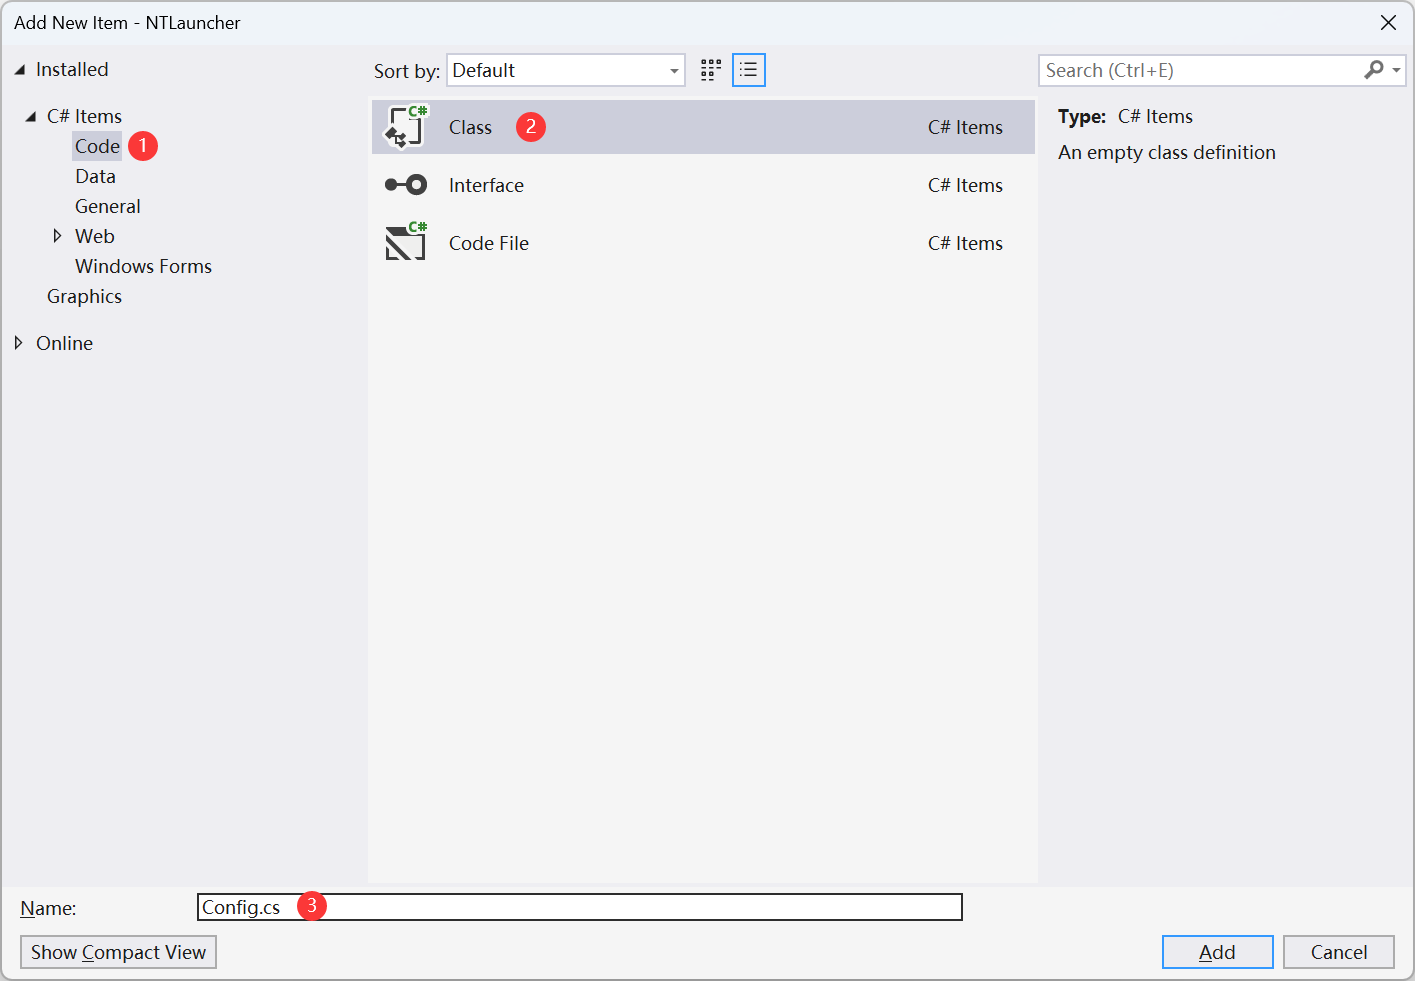 Add New Item - NTLauncher
Installed
C# Items
Code 1
Data
General
Web
Windows Forms
Graphics
Online
Sort by: Default
C# Class 2 C# Items
Interface C# Items
C# Code File C# Items
Search (Ctrl+E)
Type: C# Items
An empty class definition
Name: Config.cs 3
Show Compact View
Add
Cancel